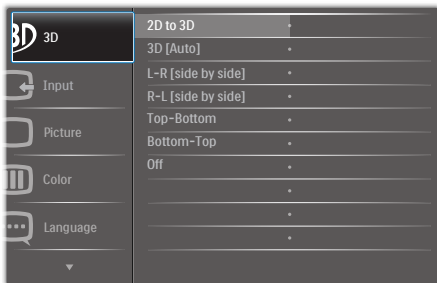 3D
3D
Input
Picture
Color
Language
2D to 3D
3D [Auto]
L-R [side by side]
R-L [side by side]
Top-Bottom
Bottom-Top
Off